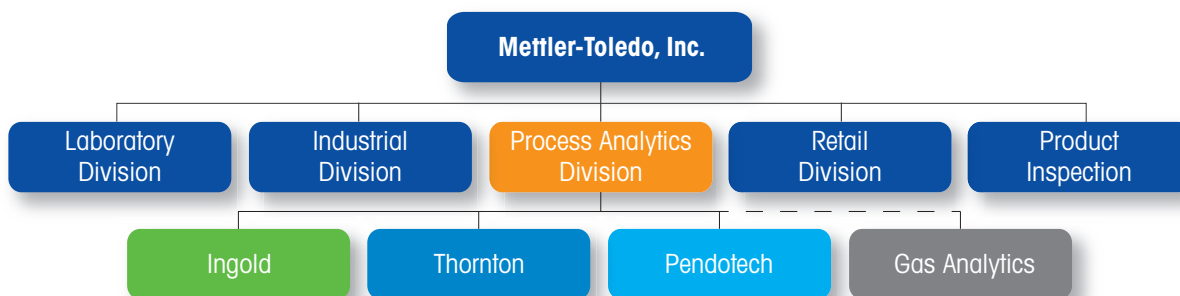 Mettler-Toledo, Inc.
Laboratory
Division
Industrial
Division
Process Analytics
Division
Retail
Division
Product
Inspection
Ingold
Thornton
Pendotech
Gas Analytics